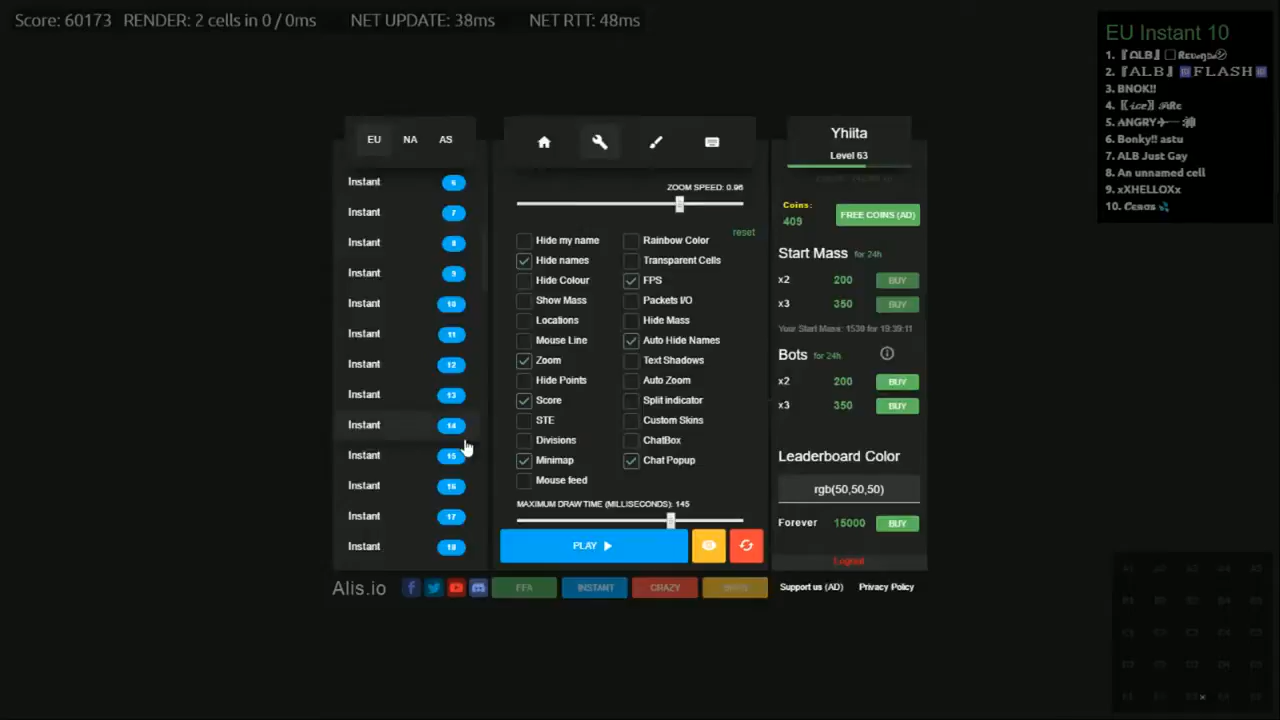 Score: 60173 RENDER: 2 cells in 0 / 0ms NET UPDATE: 38ms NET RTT: 48ms
EU Instant 10
1. 『ALB』
2. 『ALB』 FLASH
3. BNOK!!
4. 〖ice〗
5. ANGRY
6. Bonky!! astu
7. ALB Just Gay
8. An unnamed cell
9. xXHELLOXx
10.
EU NA AS
Instant 6
Instant 7
Instant 8
Instant 9
Instant 10
Instant 11
Instant 12
Instant 13
Instant 14
Instant 15
Instant 16
Instant 17
Instant 18
ZOOM SPEED: 0.96
reset
Hide my name Rainbow Color
Hide names Transparent Cells
Hide Colour FPS
Show Mass Packets I/O
Locations Hide Mass
Mouse Line Auto Hide Names
Zoom Text Shadows
Hide Points Auto Zoom
Score Split indicator
STE Custom Skins
Divisions ChatBox
Minimap Chat Popup
Mouse feed
MAXIMUM DRAW TIME (MILLISECONDS): 145
PLAY
Yhiita
Level 63
Coins:
409
FREE COINS (AD)
Start Mass for 24h
x2 200 BUY
x3 350 BUY
Your Start Mass: 1530 for 19:39:11
Bots for 24h
x2 200 BUY
x3 350 BUY
Leaderboard Color
rgb(50,50,50)
Forever 15000 BUY
Logout
Alis.io
FFA INSTANT CRAZY
Support us (AD) Privacy Policy